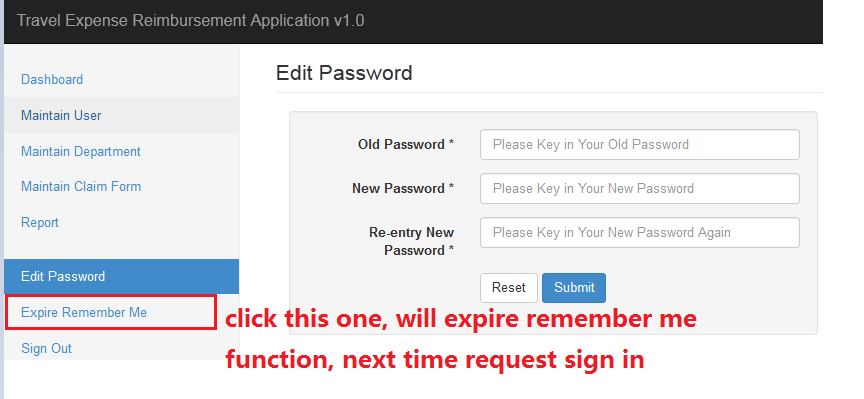 Travel Expense Reimbursement Application v1.0
Dashboard
Maintain User
Maintain Department
Maintain Claim Form
Report
Edit Password
Expire Remember Me
Sign Out
Edit Password
Old Password *
Please Key in Your Old Password
New Password *
Please Key in Your New Password
Re-entry New
Password *
Please Key in Your New Password Again
Reset
Submit
click this one, will expire remember me
function, next time request sign in